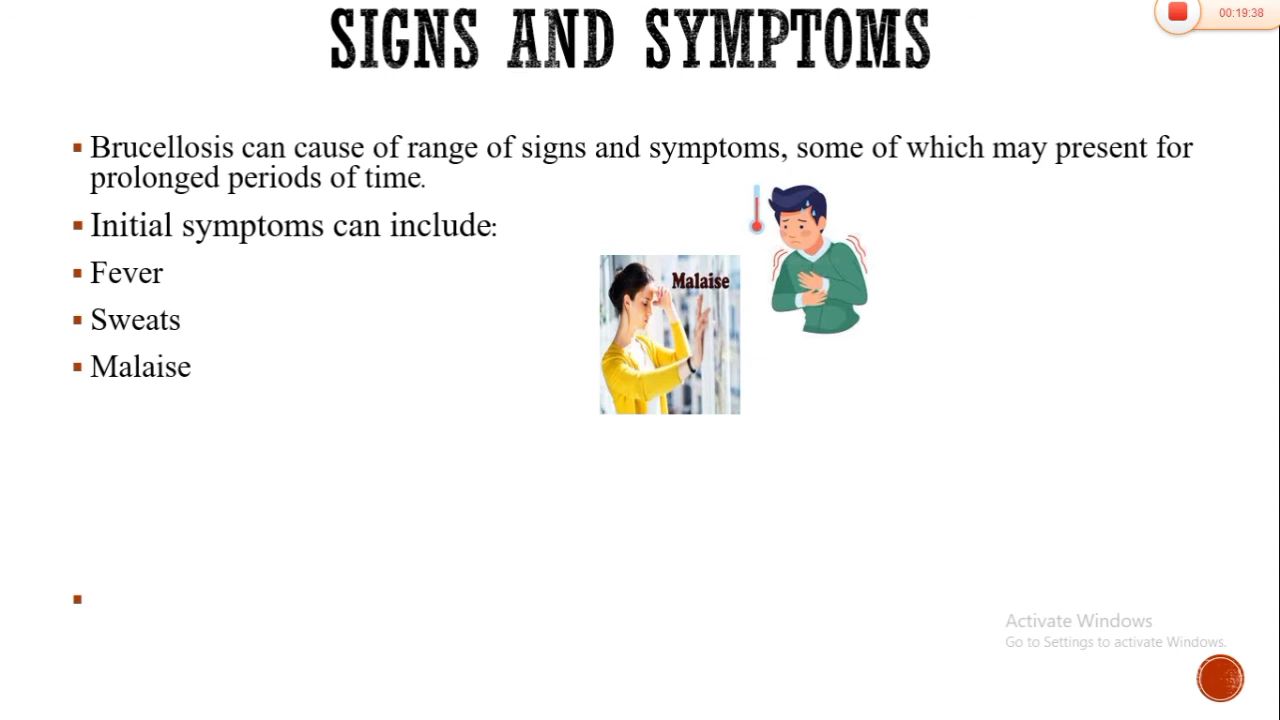 SIGNS AND SYMPTOMS
00:19:38
Brucellosis can cause of range of signs and symptoms, some of which may present for
prolonged periods of time.
Initial symptoms can include:
Fever
Sweats
Malaise
Malaise
Activate Windows
Go to Settings to activate Windows.